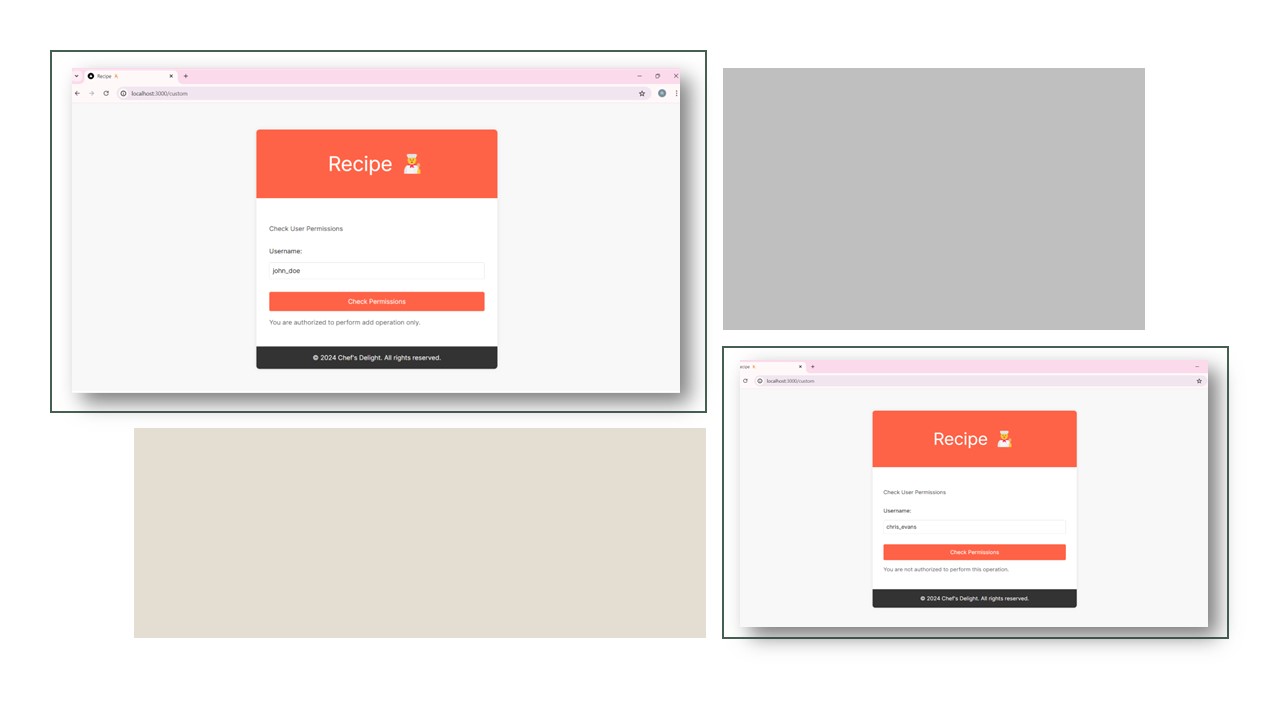 Recipe
localhost:3000/custom
Recipe
Check User Permissions
Username:
john_doe
Check Permissions
You are authorized to perform add operation only.
© 2024 Chef's Delight. All rights reserved.
ecipe
localhost:3000/custom
Recipe
Check User Permissions
Username:
chris_evans
Check Permissions
You are not authorized to perform this operation.
© 2024 Chef's Delight. All rights reserved.